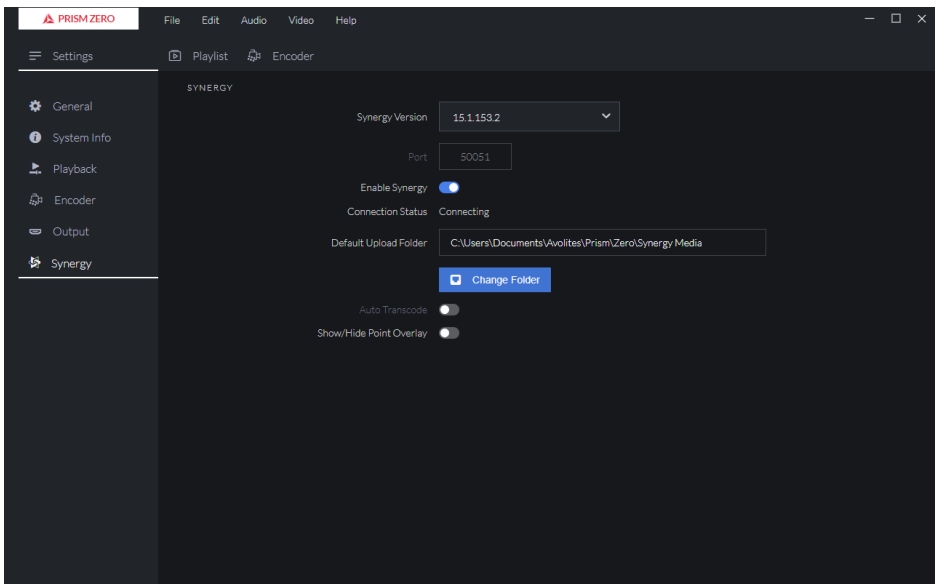 PRISM ZERO File Edit Audio Video Help
Settings Playlist Encoder
SYNERGY
General
System Info
Playback
Encoder
Output
Synergy
Synergy Version 15.1.153.2
Port 50051
Enable Synergy
Connection Status Connecting
Default Upload Folder C:\Users\Documents\Avolites\Prism\Zero\Synergy Media
Change Folder
Auto Transcode
Show/Hide Point Overlay